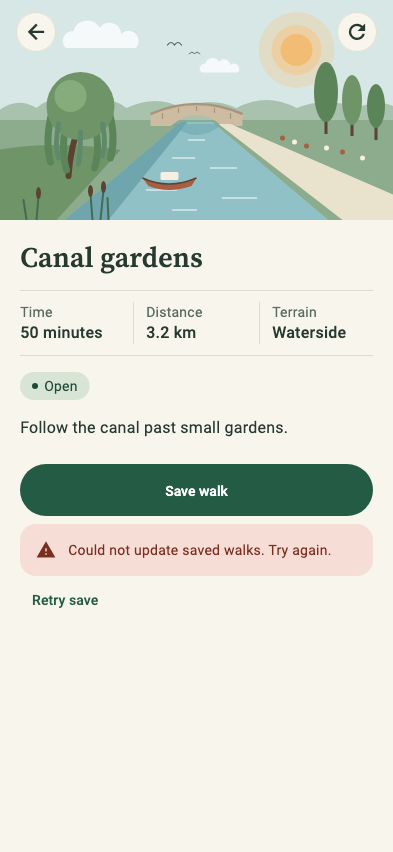 Canal gardens
Time
50 minutes
Distance
3.2 km
Terrain
Waterside
Open
Follow the canal past small gardens.
Save walk
Could not update saved walks. Try again.
Retry save